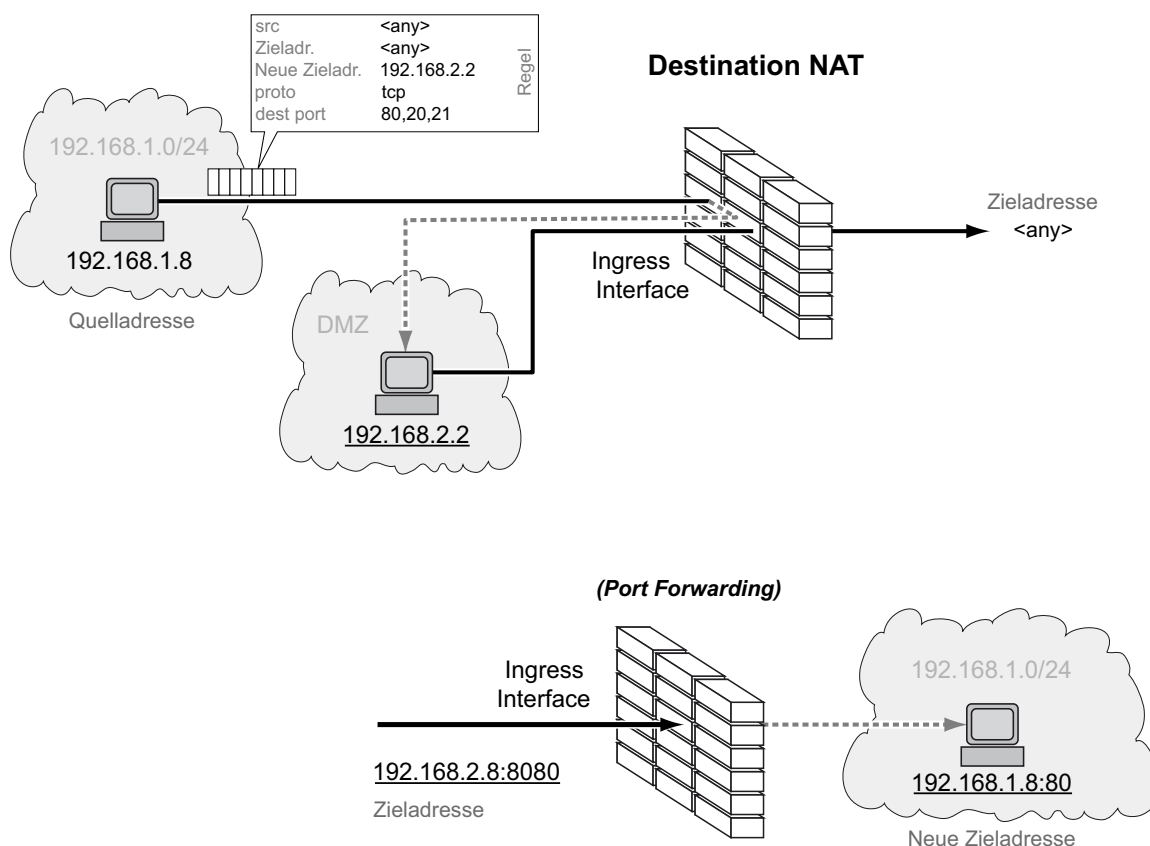 src <any>
Zieladr. <any>
Neue Zieladr. 192.168.2.2
proto tcp
dest port 80,20,21
Regel
Destination NAT
192.168.1.0/24
192.168.1.8
Quelladresse
Ingress
Interface
Zieladresse
<any>
DMZ
192.168.2.2
(Port Forwarding)
Ingress
Interface
192.168.2.8:8080
Zieladresse
192.168.1.0/24
192.168.1.8:80
Neue Zieladresse